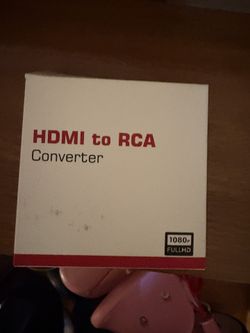 HDMI to RCA
Converter
1080P
FULLHD